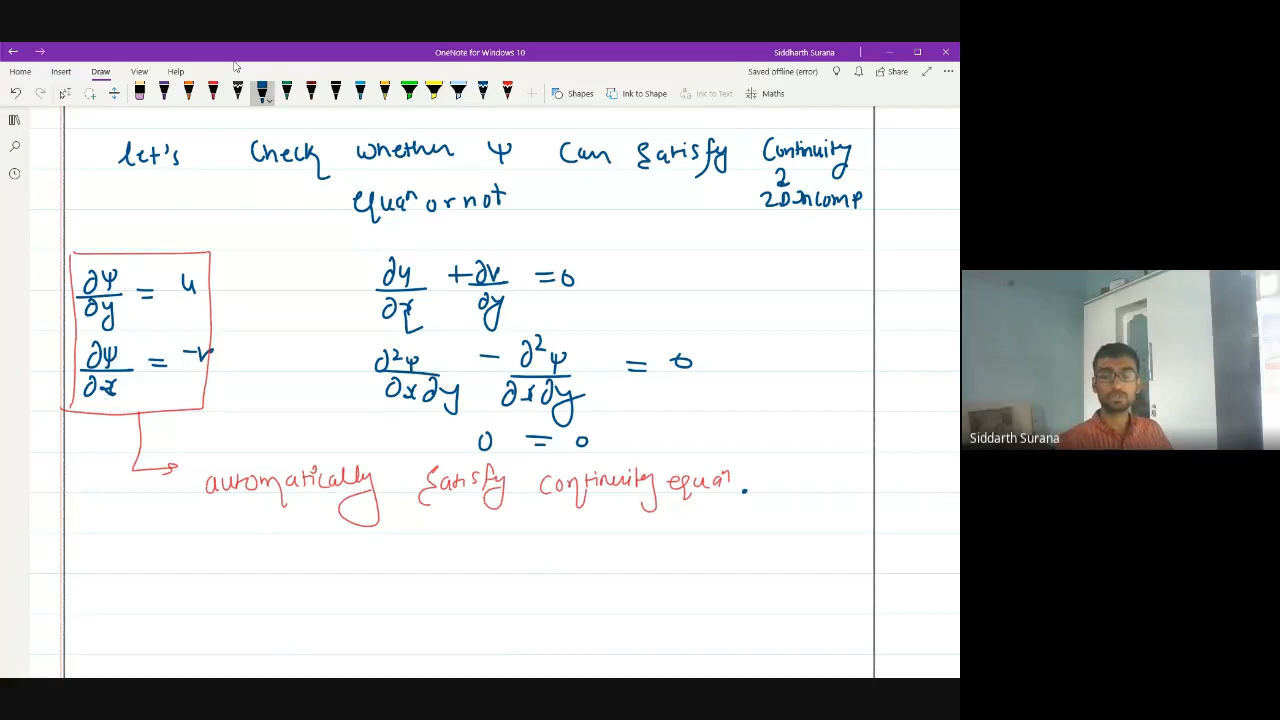 OneNote for Windows 10
Siddharth Surana
Home Insert Draw View Help
Saved offline (error)
Share
Shapes Ink to Shape Ink to Text Maths
let's Check whether Ψ Can satisfy Continuity
equaⁿ or not
2
2D Incomp
∂Ψ/∂y = u
∂u/∂x + ∂v/∂y = 0
∂Ψ/∂x = -v
∂²Ψ/∂x∂y - ∂²Ψ/∂x∂y = 0
0 = 0
automatically satisfy continuity equaⁿ.
Siddarth Surana